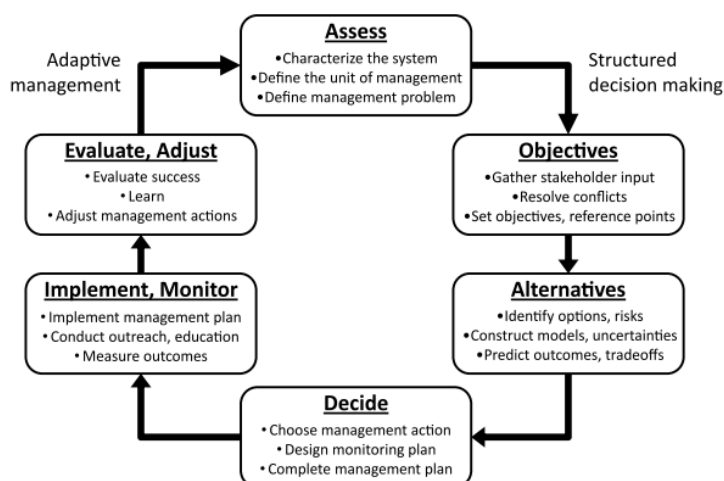 Adaptive
management
Assess
•Characterize the system
•Define the unit of management
•Define management problem
Structured
decision making
Objectives
•Gather stakeholder input
•Resolve conflicts
•Set objectives, reference points
Alternatives
•Identify options, risks
•Construct models, uncertainties
•Predict outcomes, tradeoffs
Decide
• Choose management action
• Design monitoring plan
• Complete management plan
Implement, Monitor
• Implement management plan
• Conduct outreach, education
• Measure outcomes
Evaluate, Adjust
• Evaluate success
• Learn
• Adjust management actions